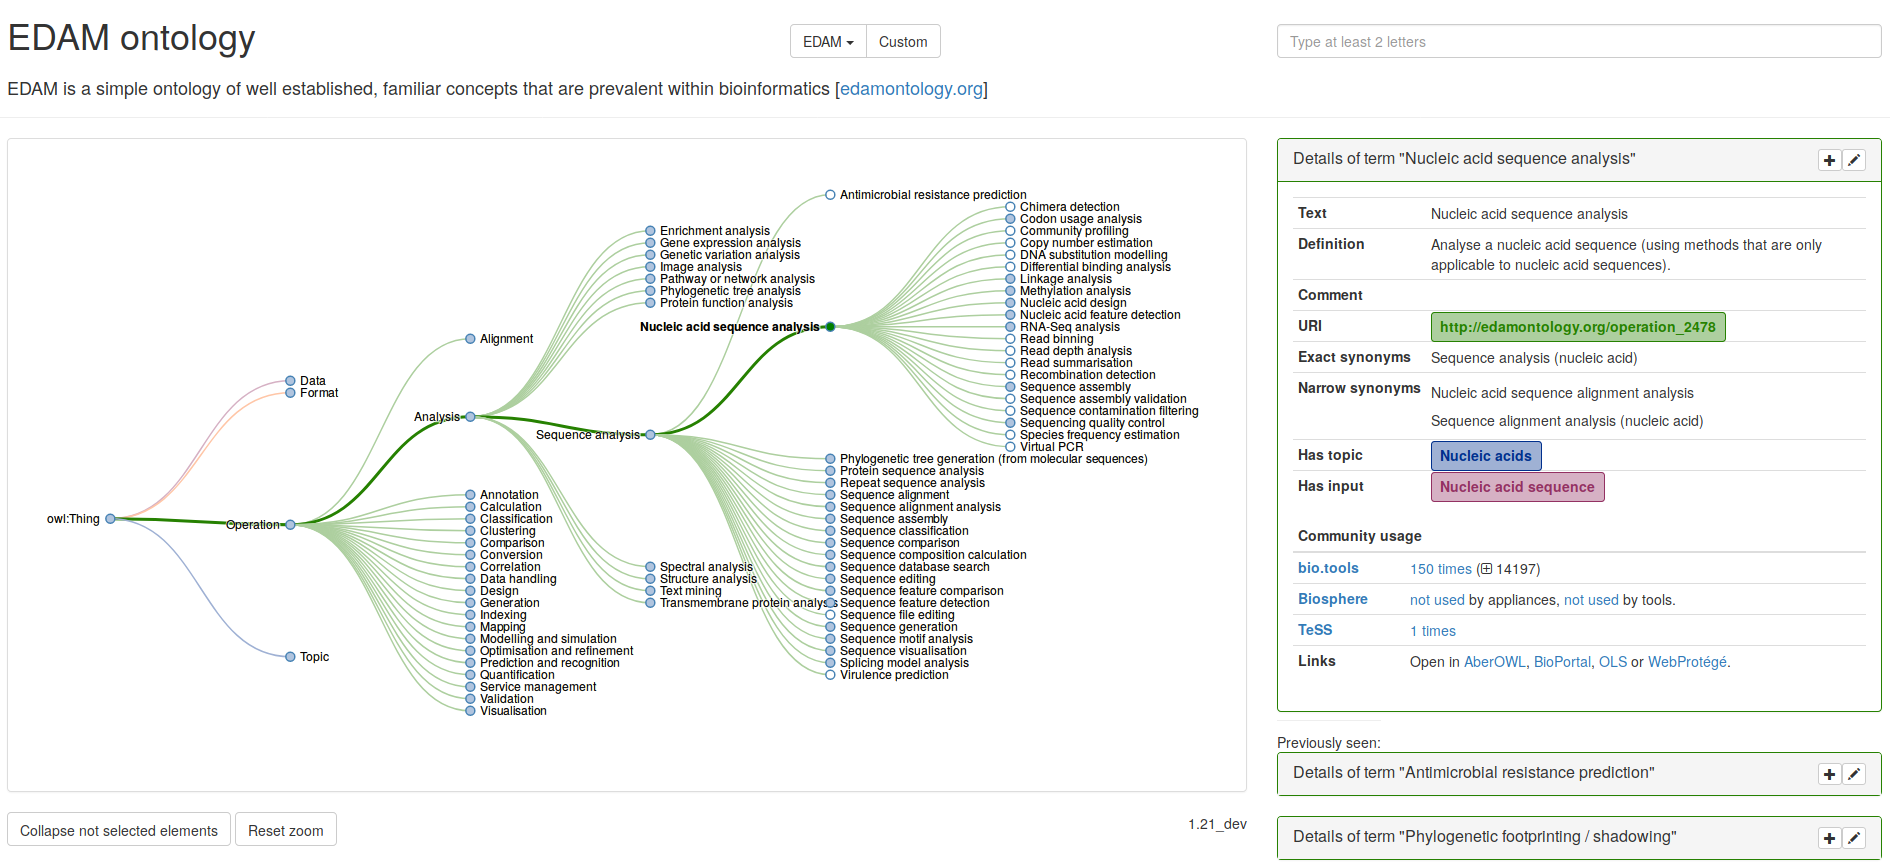 EDAM ontology
EDAM
Custom
Type at least 2 letters
EDAM is a simple ontology of well established, familiar concepts that are prevalent within bioinformatics [edamontology.org]
owl:Thing
Data
Format
Operation
Topic
Alignment
Analysis
Annotation
Calculation
Classification
Clustering
Comparison
Conversion
Correlation
Data handling
Design
Generation
Indexing
Mapping
Modelling and simulation
Optimisation and refinement
Prediction and recognition
Quantification
Service management
Validation
Visualisation
Enrichment analysis
Gene expression analysis
Genetic variation analysis
Image analysis
Pathway or network analysis
Phylogenetic tree analysis
Protein function analysis
Sequence analysis
Spectral analysis
Structure analysis
Text mining
Transmembrane protein analysis
Antimicrobial resistance prediction
Nucleic acid sequence analysis
Phylogenetic tree generation (from molecular sequences)
Protein sequence analysis
Repeat sequence analysis
Sequence alignment
Sequence alignment analysis
Sequence assembly
Sequence classification
Sequence comparison
Sequence composition calculation
Sequence database search
Sequence editing
Sequence feature comparison
Sequence feature detection
Sequence file editing
Sequence generation
Sequence motif analysis
Sequence visualisation
Splicing model analysis
Virulence prediction
Chimera detection
Codon usage analysis
Community profiling
Copy number estimation
DNA substitution modelling
Differential binding analysis
Linkage analysis
Methylation analysis
Nucleic acid design
Nucleic acid feature detection
RNA-Seq analysis
Read binning
Read depth analysis
Read summarisation
Recombination detection
Sequence assembly
Sequence assembly validation
Sequence contamination filtering
Sequencing quality control
Species frequency estimation
Virtual PCR
Collapse not selected elements
Reset zoom
1.21_dev
Details of term "Nucleic acid sequence analysis"
Text Nucleic acid sequence analysis
Definition Analyse a nucleic acid sequence (using methods that are only
applicable to nucleic acid sequences).
Comment
URI http://edamontology.org/operation_2478
Exact synonyms Sequence analysis (nucleic acid)
Narrow synonyms Nucleic acid sequence alignment analysis
Sequence alignment analysis (nucleic acid)
Has topic Nucleic acids
Has input Nucleic acid sequence
Community usage
bio.tools 150 times (⊞ 14197)
Biosphere not used by appliances, not used by tools.
TeSS 1 times
Links Open in AberOWL, BioPortal, OLS or WebProtégé.
Previously seen:
Details of term "Antimicrobial resistance prediction"
Details of term "Phylogenetic footprinting / shadowing"